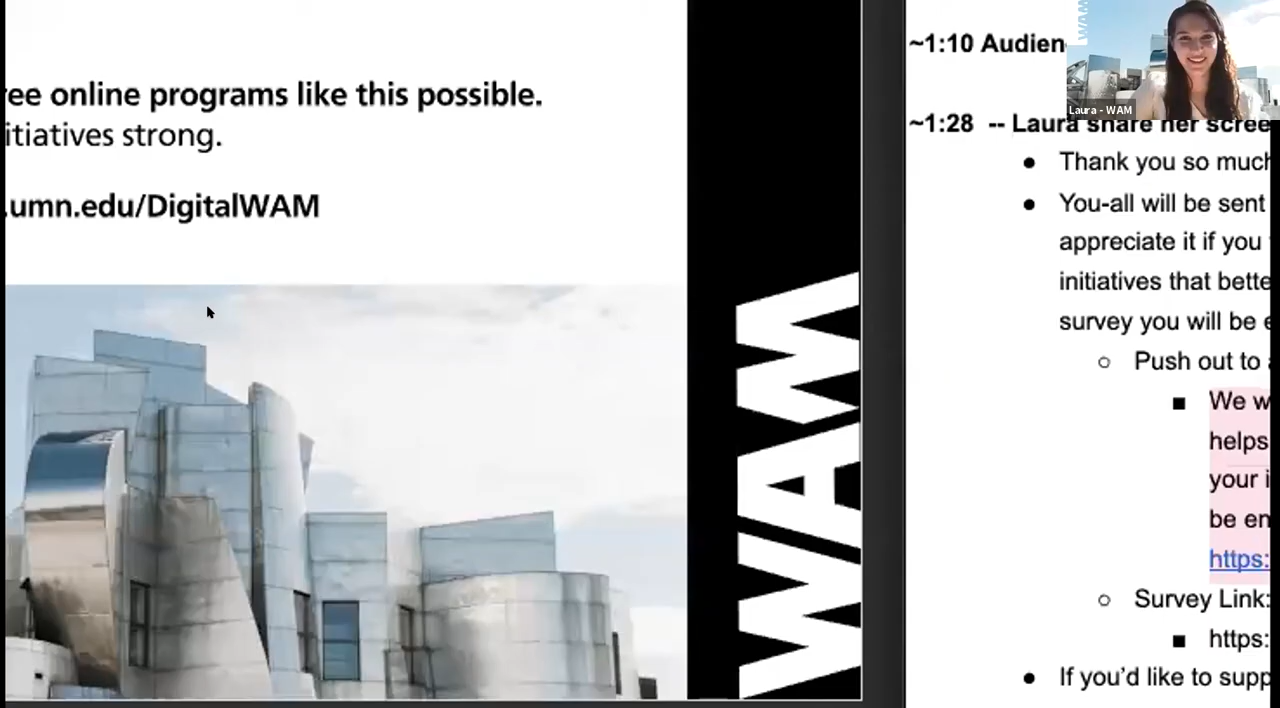 ree online programs like this possible.
itiatives strong.
.umn.edu/DigitalWAM
WAM
~1:10 Audien
WAM
Laura - WAM
~1:28 -- Laura share her scree
● Thank you so much
● You-all will be sent
appreciate it if you
initiatives that bette
survey you will be e
○ Push out to a
■ We w
helps
your i
be en
https:
○ Survey Link:
■ https:
● If you'd like to supp